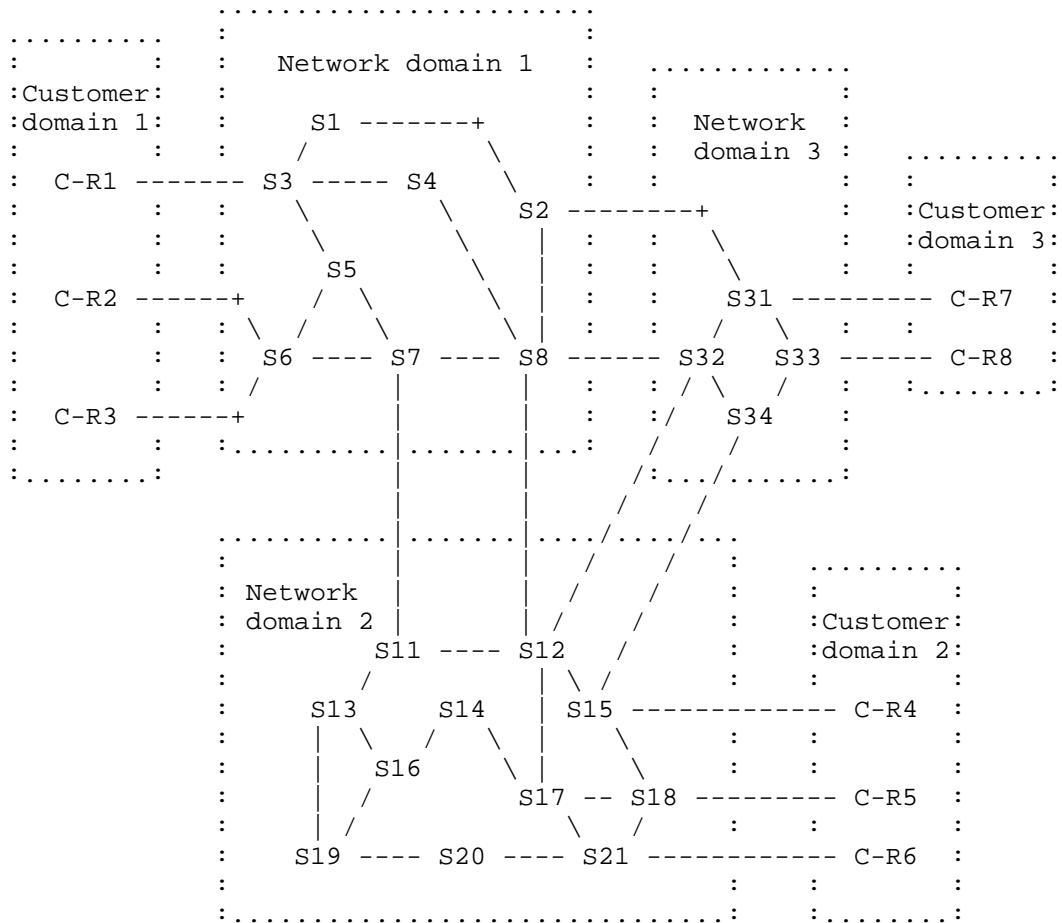 Network domain 1
Customer
domain 1
S1
Network
domain 3
C-R1 S3 S4
S2
Customer
domain 3
S5
C-R2 S31 C-R7
S6 S7 S8 S32 S33 C-R8
C-R3 S34
Network
domain 2
Customer
domain 2
S11 S12
S13 S14 S15 C-R4
S16
S17 S18 C-R5
S19 S20 S21 C-R6